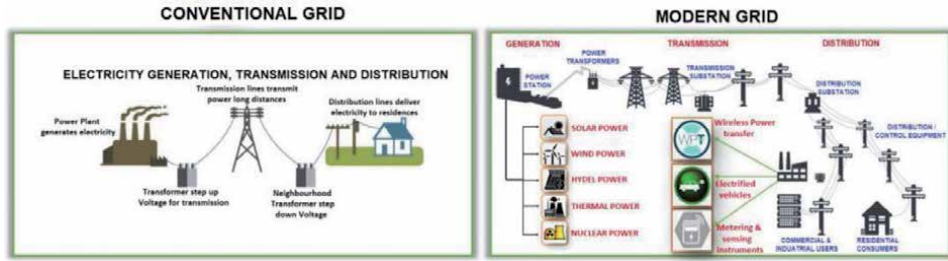 CONVENTIONAL GRID
ELECTRICITY GENERATION, TRANSMISSION AND DISTRIBUTION
Transmission lines transmit
power long distances
Power Plant
generates electricity
Distribution lines deliver
electricity to residences
Transformer step up
Voltage for transmission
Neighbourhood
Transformer step
down Voltage
MODERN GRID
GENERATION
TRANSMISSION
DISTRIBUTION
POWER
TRANSFORMERS
POWER
STATION
TRANSMISSION
SUBSTATION
DISTRIBUTION
SUBSTATION
DISTRIBUTION /
CONTROL EQUIPMENT
SOLAR POWER
WIND POWER
HYDEL POWER
THERMAL POWER
NUCLEAR POWER
WPT
Wireless Power
transfer
Electrified
vehicles
Metering &
sensing
instruments
COMMERCIAL &
INDUATRIAL USERS
RESIDENTIAL
CONSUMERS